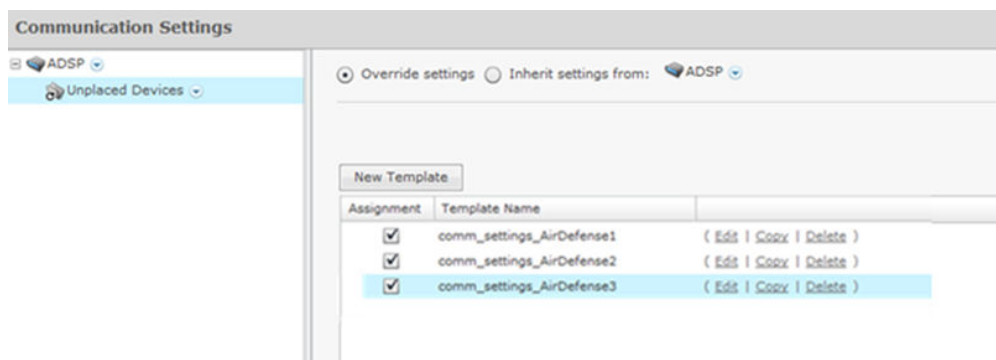 Communication Settings
ADSP
Unplaced Devices
Override settings Inherit settings from: ADSP
New Template
Assignment Template Name
comm_settings_AirDefense1 ( Edit | Copy | Delete )
comm_settings_AirDefense2 ( Edit | Copy | Delete )
comm_settings_AirDefense3 ( Edit | Copy | Delete )